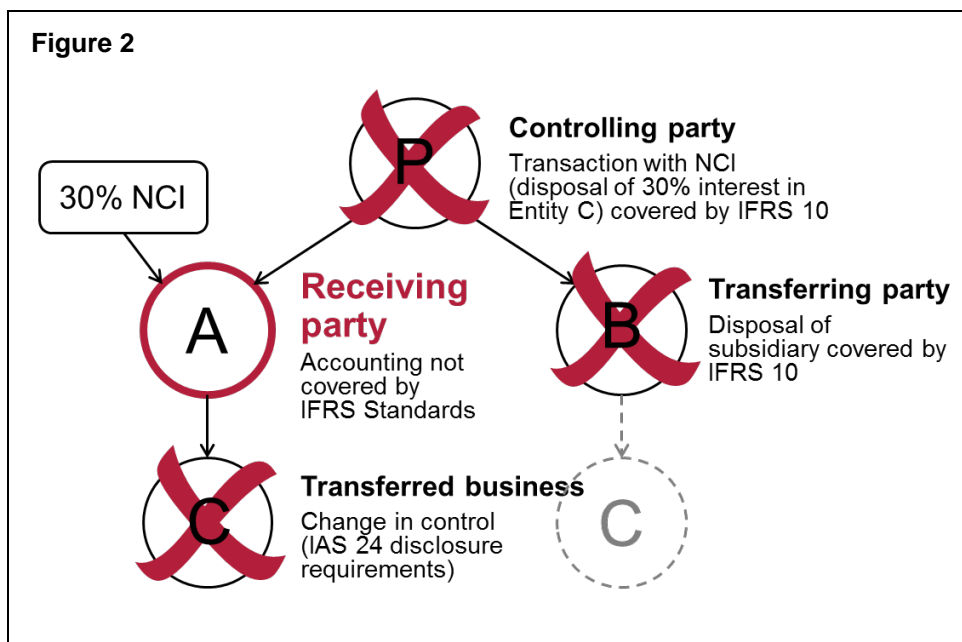 Figure 2
P
Controlling party
Transaction with NCI
(disposal of 30% interest in
Entity C) covered by IFRS 10
30% NCI
A
Receiving
party
Accounting not
covered by
IFRS Standards
B
Transferring party
Disposal of
subsidiary covered by
IFRS 10
C
Transferred business
Change in control
(IAS 24 disclosure
requirements)
C